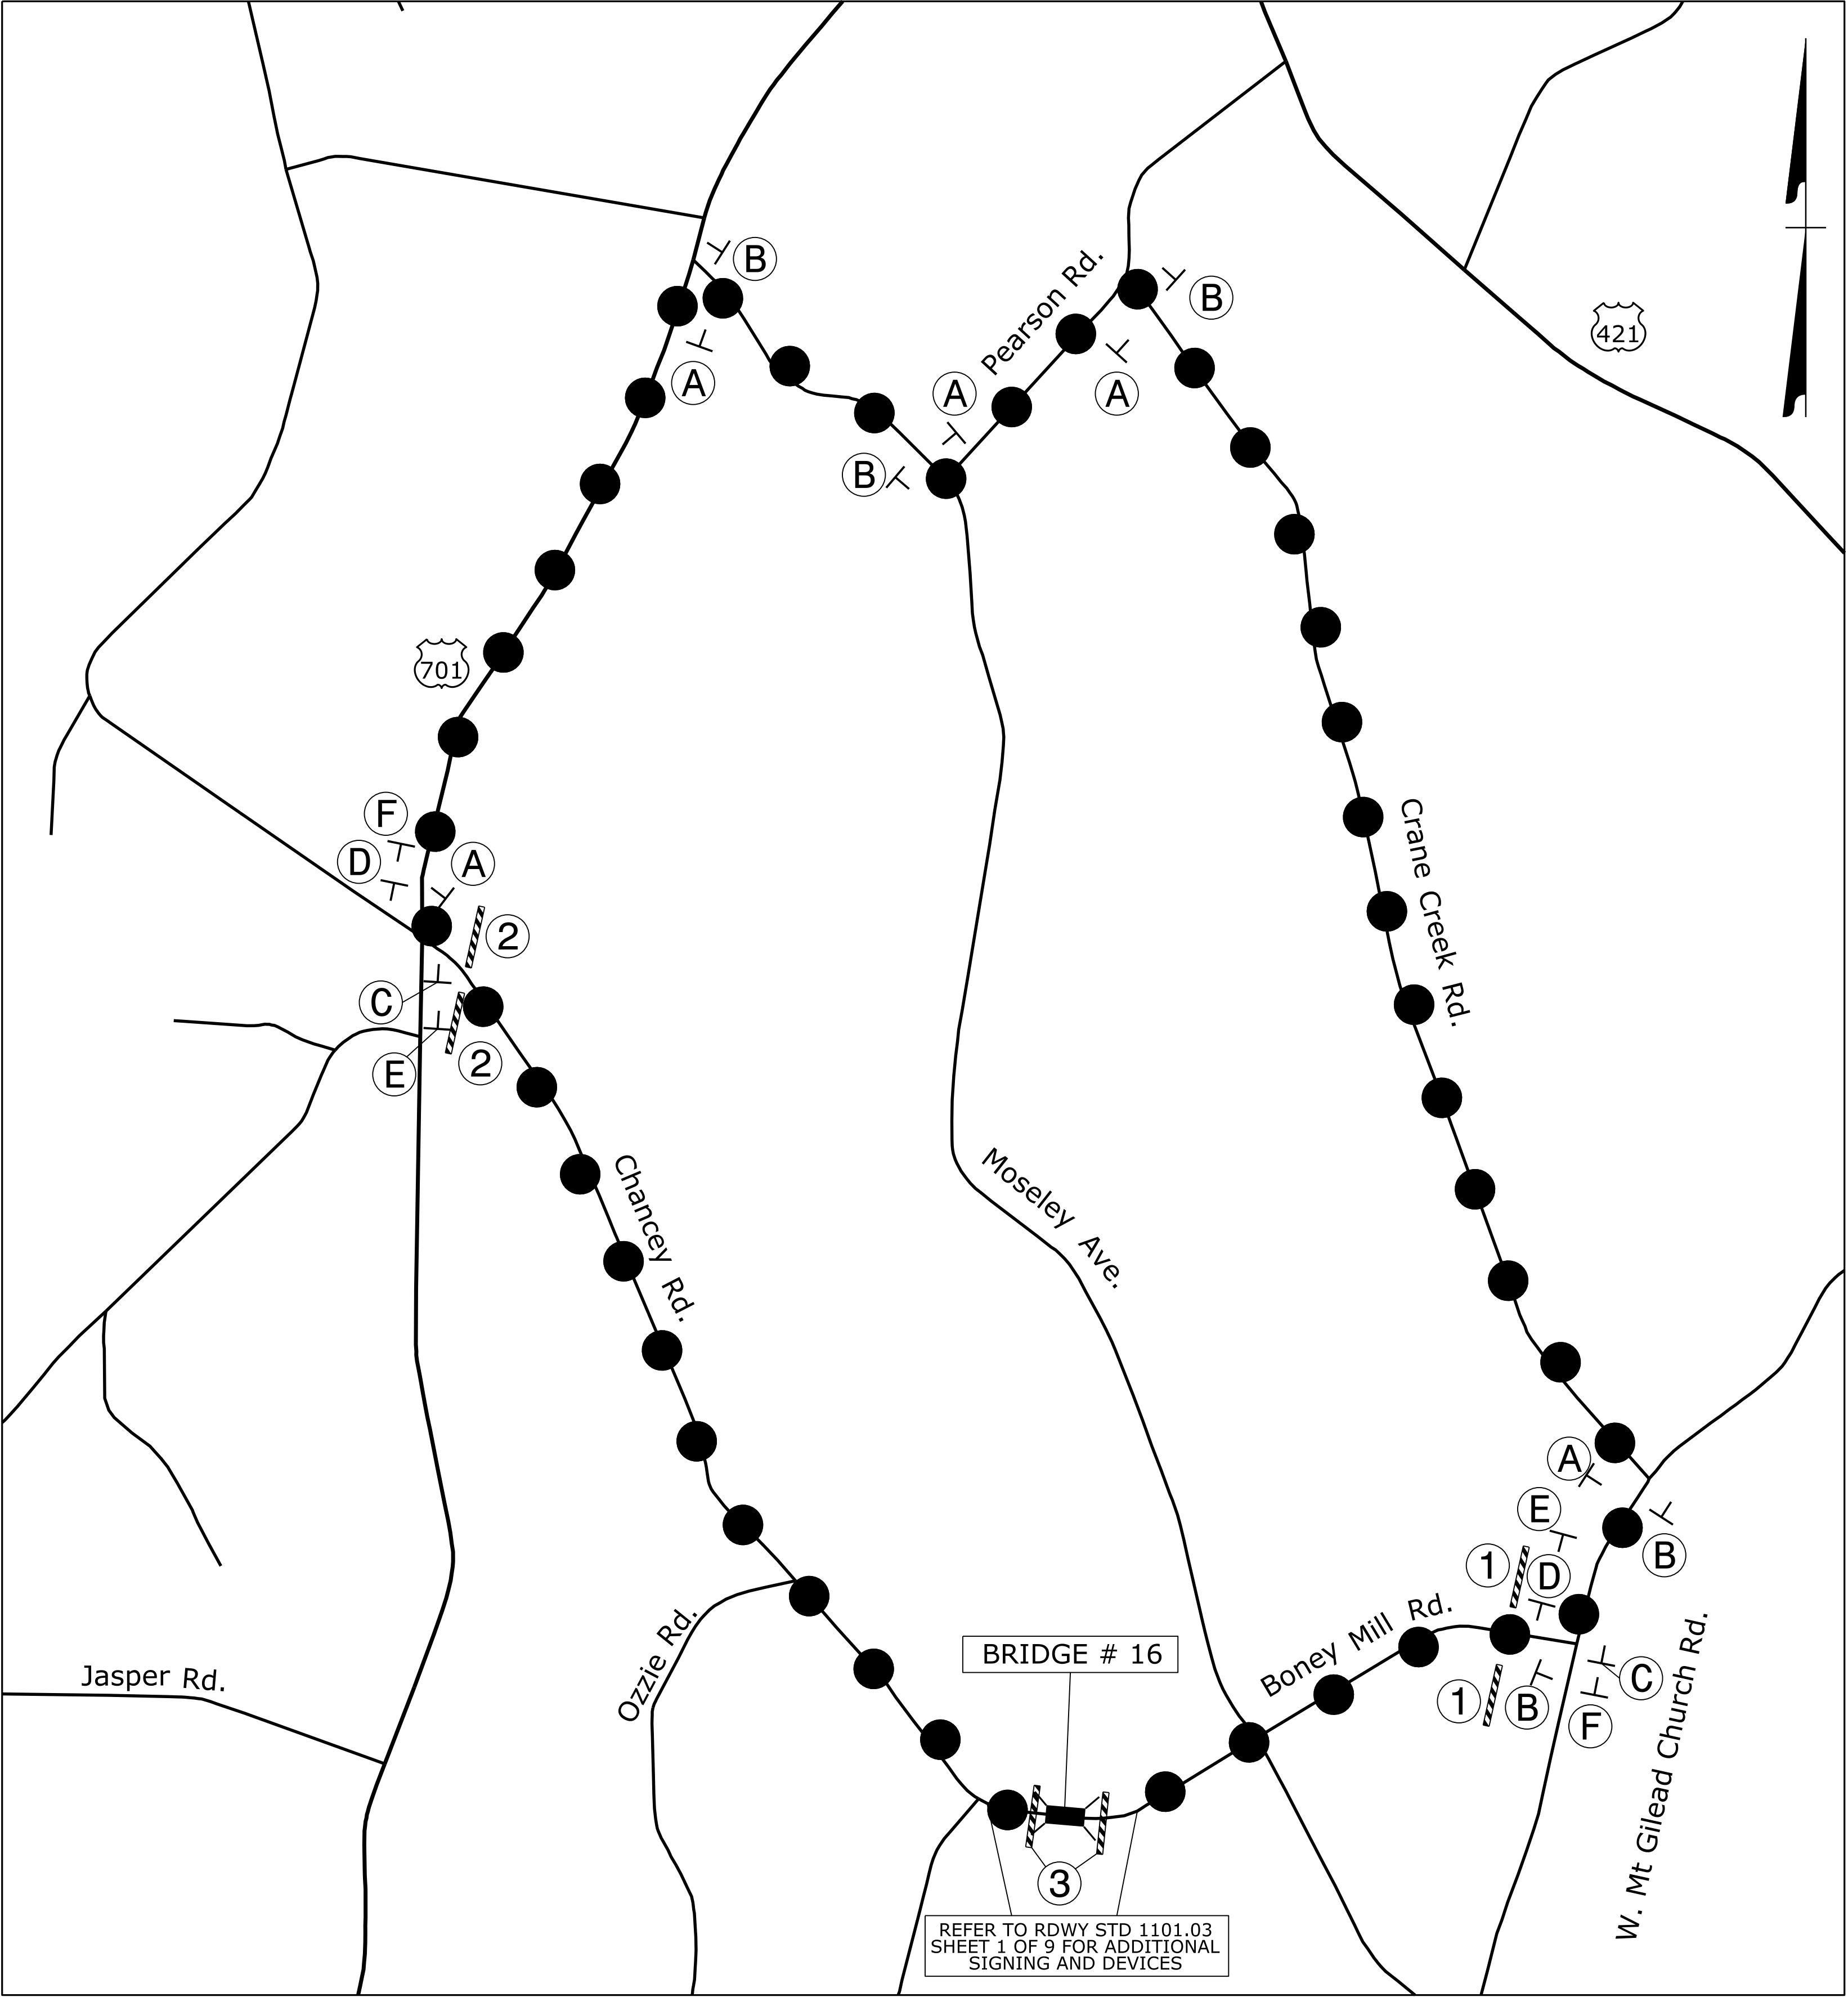 B
Pearson Rd.
B
421
A
A
A
B
701
F
Crane Creek Rd.
D
A
2
C
2
E
Moseley Ave.
Chancey Rd.
A
E
B
1
D
Ozzie Rd.
Boney Mill Rd.
W. Mt Gilead Church Rd.
BRIDGE # 16
Jasper Rd.
C
1
B
F
3
REFER TO RDWY STD 1101.03
SHEET 1 OF 9 FOR ADDITIONAL
SIGNING AND DEVICES